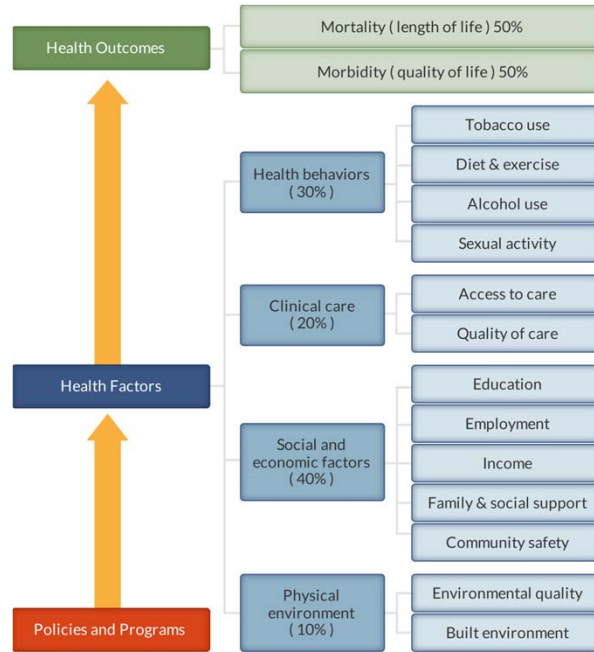 Health Outcomes
Mortality ( length of life ) 50%
Morbidity ( quality of life ) 50%
Health Factors
Health behaviors
( 30% )
Tobacco use
Diet & exercise
Alcohol use
Sexual activity
Clinical care
( 20% )
Access to care
Quality of care
Social and
economic factors
( 40% )
Education
Employment
Income
Family & social support
Community safety
Physical
environment
( 10% )
Environmental quality
Built environment
Policies and Programs